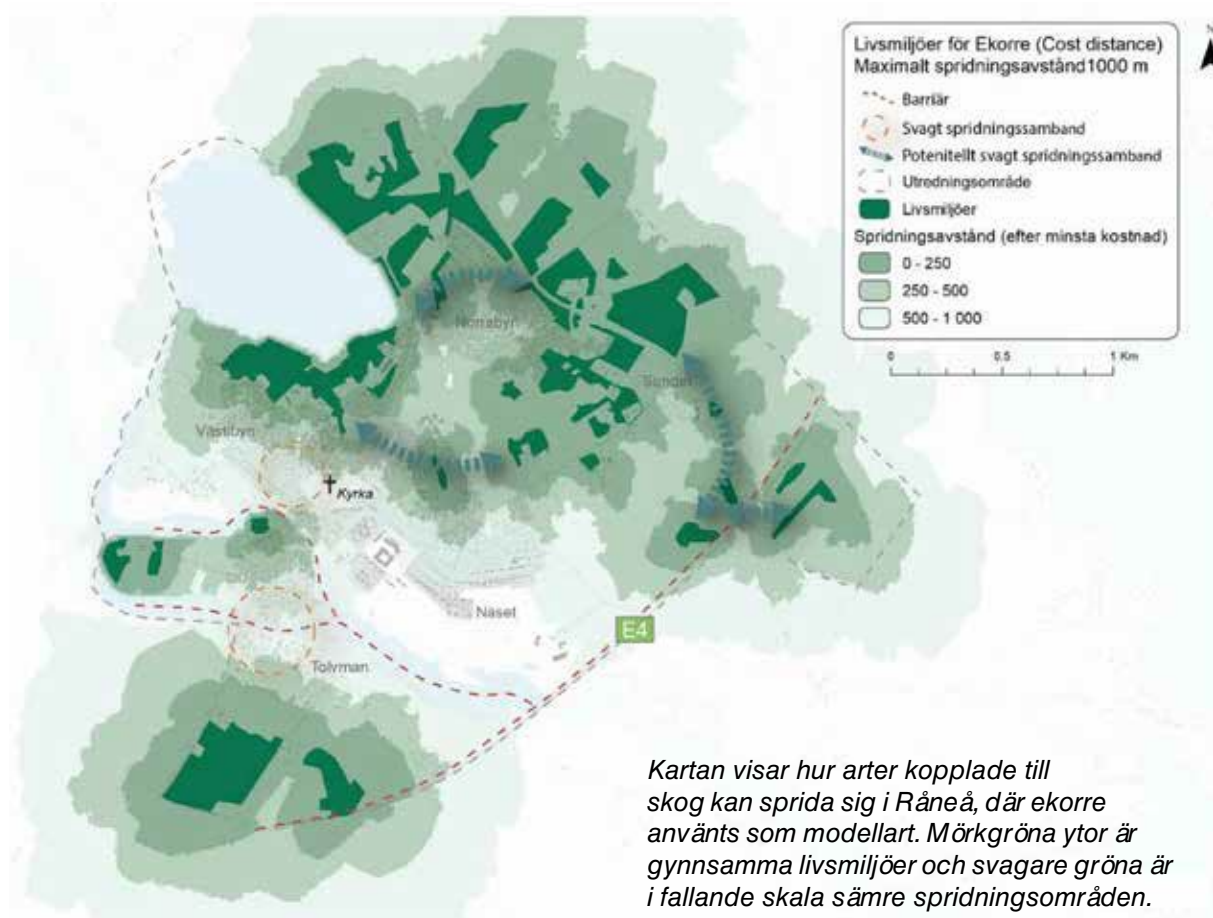 Livsmiljöer för Ekorre (Cost distance)
Maximalt spridningsavstånd1000 m
Barriär
Svagt spridningssamband
Potenitellt svagt spridningssamband
Utredningsområde
Livsmiljöer
Spridningsavstånd (efter minsta kostnad)
0 - 250
250 - 500
500 - 1 000
N
0 0.5 1 Km
Norrabyn
Sundet
Västibyn
Kyrka
Näset
E4
Tolvman
Kartan visar hur arter kopplade till
skog kan sprida sig i Råneå, där ekorre
använts som modellart. Mörkgröna ytor är
gynnsamma livsmiljöer och svagare gröna är
i fallande skala sämre spridningsområden.